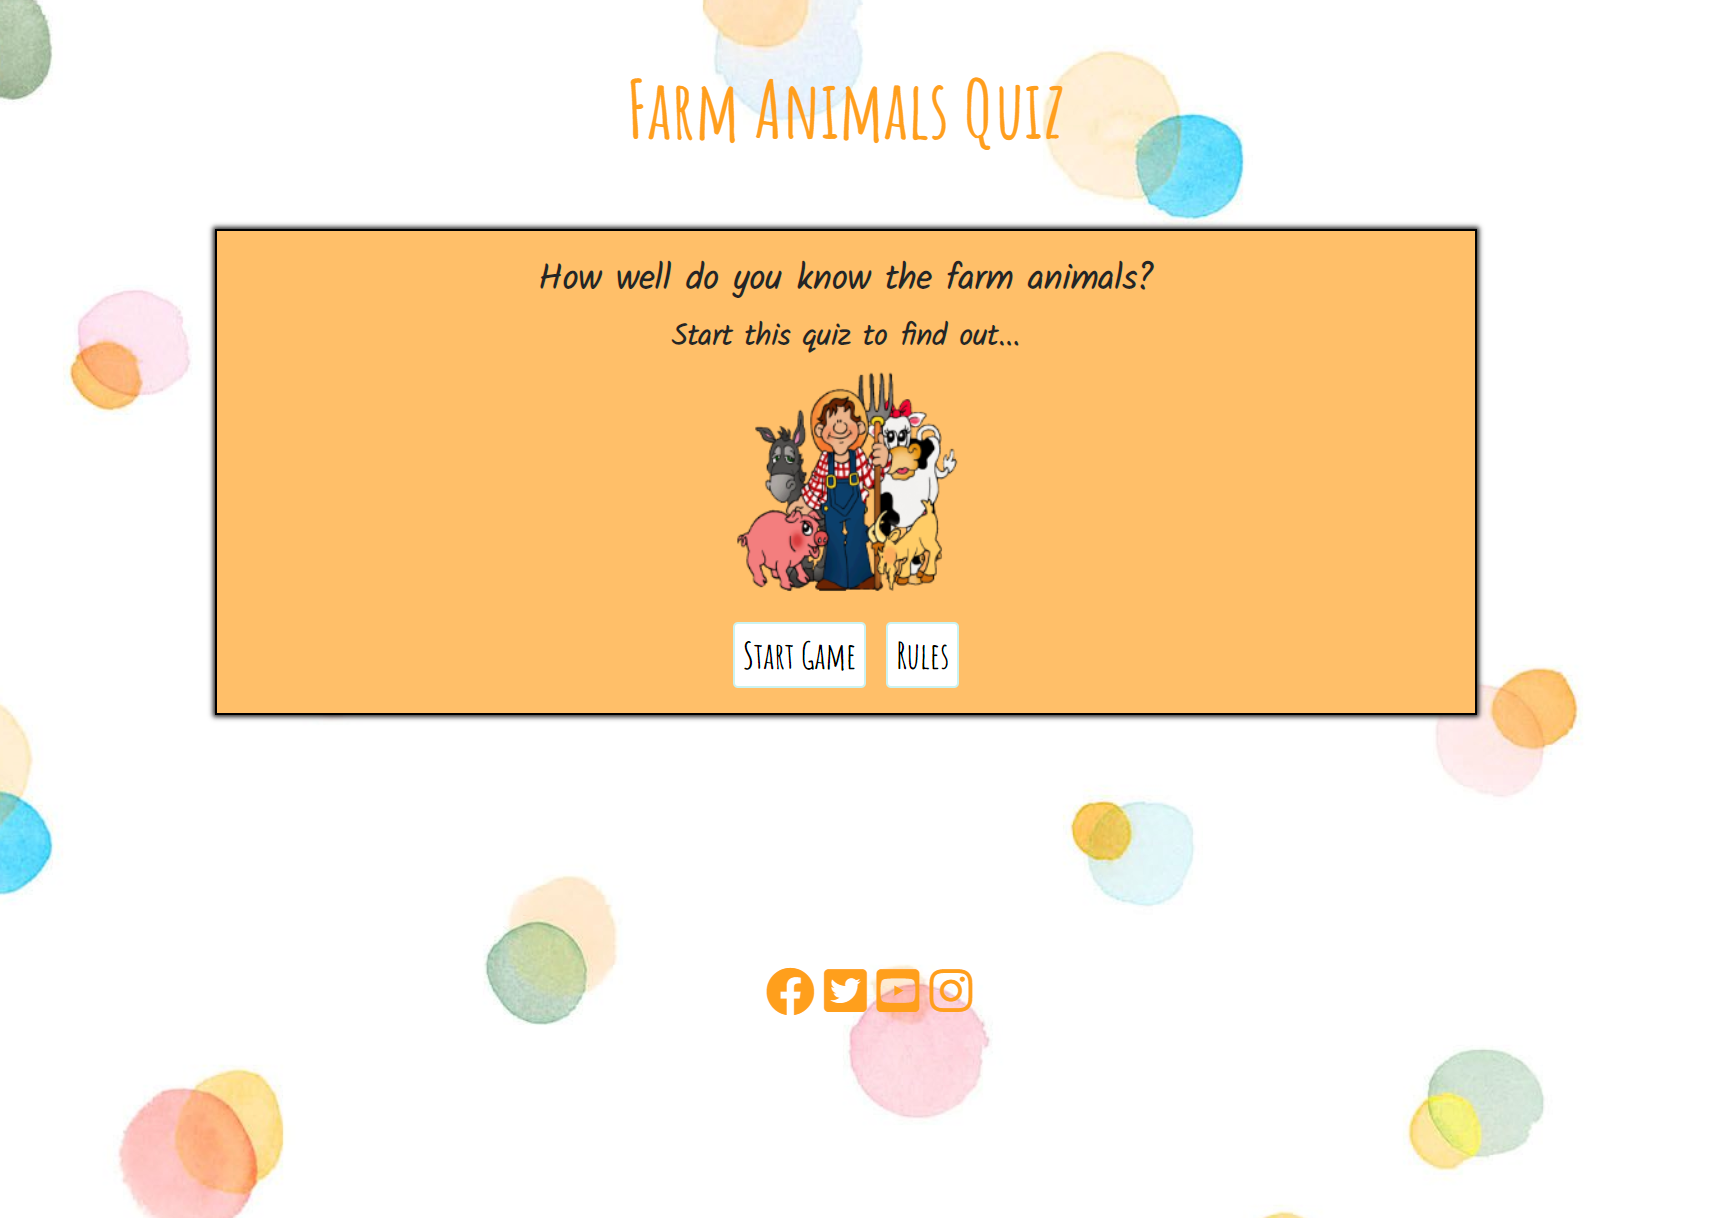 Farm Animals Quiz
How well do you know the farm animals?
Start this quiz to find out...
Start Game
Rules